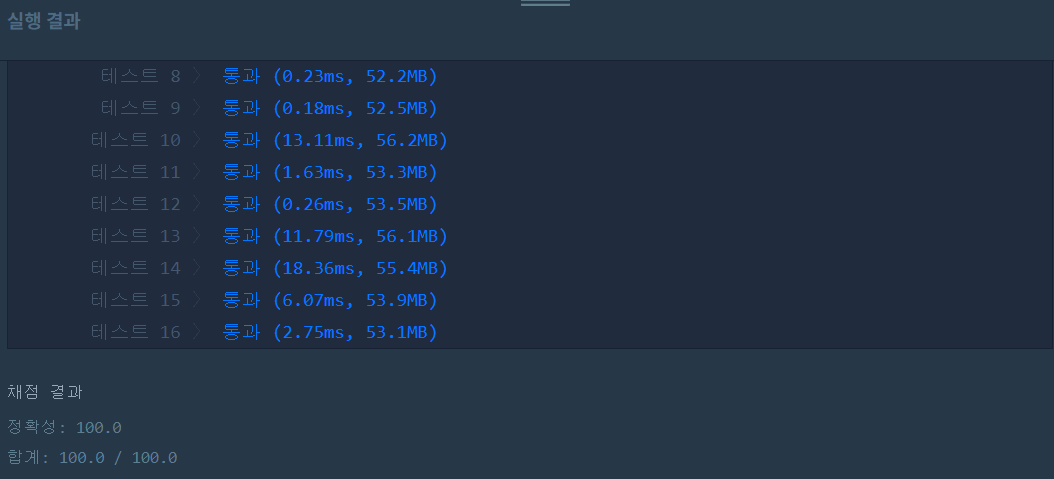 실행 결과
테스트 8 〉 통과 (0.23ms, 52.2MB)
테스트 9 〉 통과 (0.18ms, 52.5MB)
테스트 10 〉 통과 (13.11ms, 56.2MB)
테스트 11 〉 통과 (1.63ms, 53.3MB)
테스트 12 〉 통과 (0.26ms, 53.5MB)
테스트 13 〉 통과 (11.79ms, 56.1MB)
테스트 14 〉 통과 (18.36ms, 55.4MB)
테스트 15 〉 통과 (6.07ms, 53.9MB)
테스트 16 〉 통과 (2.75ms, 53.1MB)
채점 결과
정확성: 100.0
합계: 100.0 / 100.0